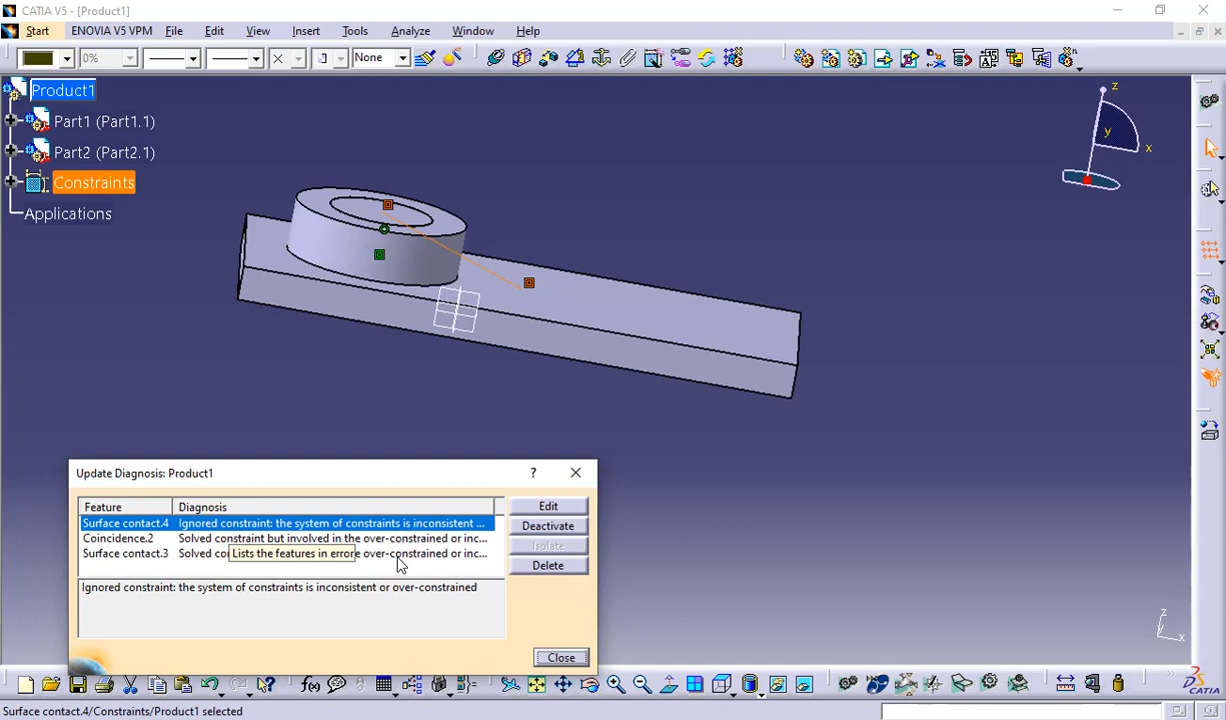 CATIA V5 - [Product1]
Start ENOVIA V5 VPM File Edit View Insert Tools Analyze Window Help
0% None
Product1
Part1 (Part1.1)
Part2 (Part2.1)
Constraints
Applications
z
y
x
Update Diagnosis: Product1
Feature Diagnosis
Surface contact.4 Ignored constraint: the system of constraints is inconsistent ...
Coincidence.2 Solved constraint but involved in the over-constrained or inc...
Surface contact.3 Solved con Lists the features in error e over-constrained or inc...
Ignored constraint: the system of constraints is inconsistent or over-constrained
Edit
Deactivate
Isolate
Delete
Close
z
y
x
CATIA
Surface contact.4/Constraints/Product1 selected